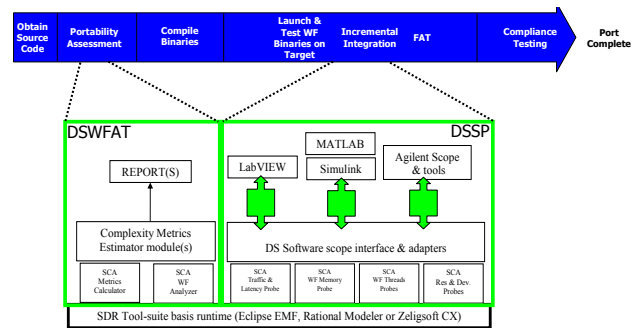 Obtain
Source
Code
Portability
Assessment
Compile
Binaries
Launch &
Test WF
Binaries on
Target
Incremental
Integration
FAT
Compliance
Testing
Port
Complete
DSWFAT
REPORT(S)
Complexity Metrics
Estimator module(s)
SCA
Metrics
Calculator
SCA
WF
Analyzer
DSSP
LabVIEW
MATLAB
Simulink
Agilent Scope
& tools
DS Software scope interface & adapters
SCA
Traffic &
Latency Probe
SCA
WF Memory
Probe
SCA
WF Threads
Probes
SCA
Res & Dev.
Probes
SDR Tool-suite basis runtime (Eclipse EMF, Rational Modeler or Zeligsoft CX)